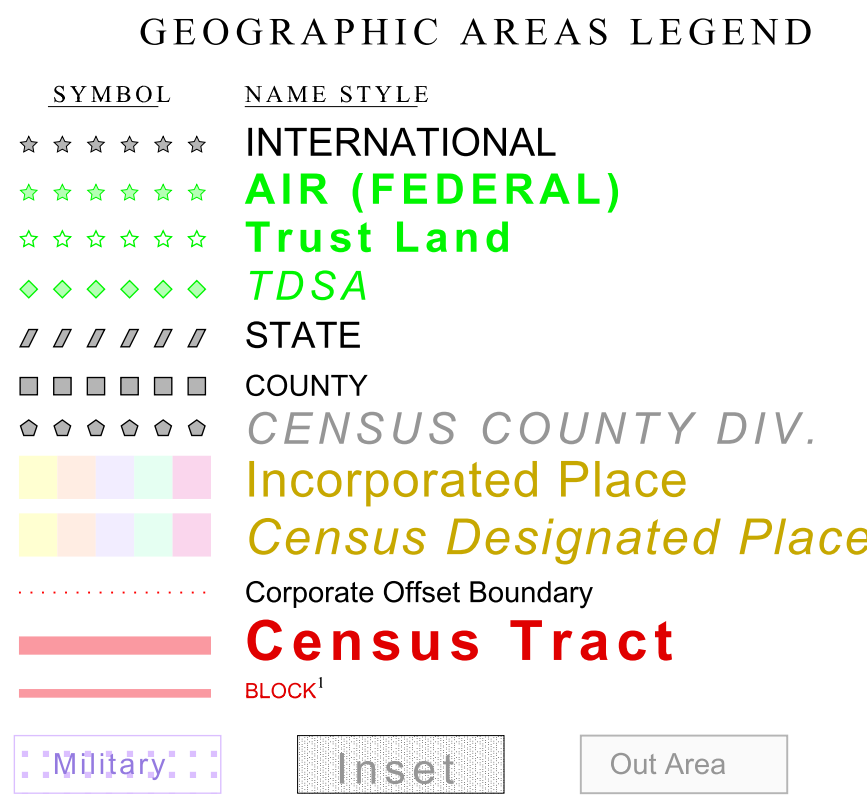 GEOGRAPHIC AREAS LEGEND
SYMBOL NAME STYLE
INTERNATIONAL
AIR (FEDERAL)
Trust Land
TDSA
STATE
COUNTY
CENSUS COUNTY DIV.
Incorporated Place
Census Designated Place
Corporate Offset Boundary
Census Tract
BLOCK¹
Military Inset Out Area